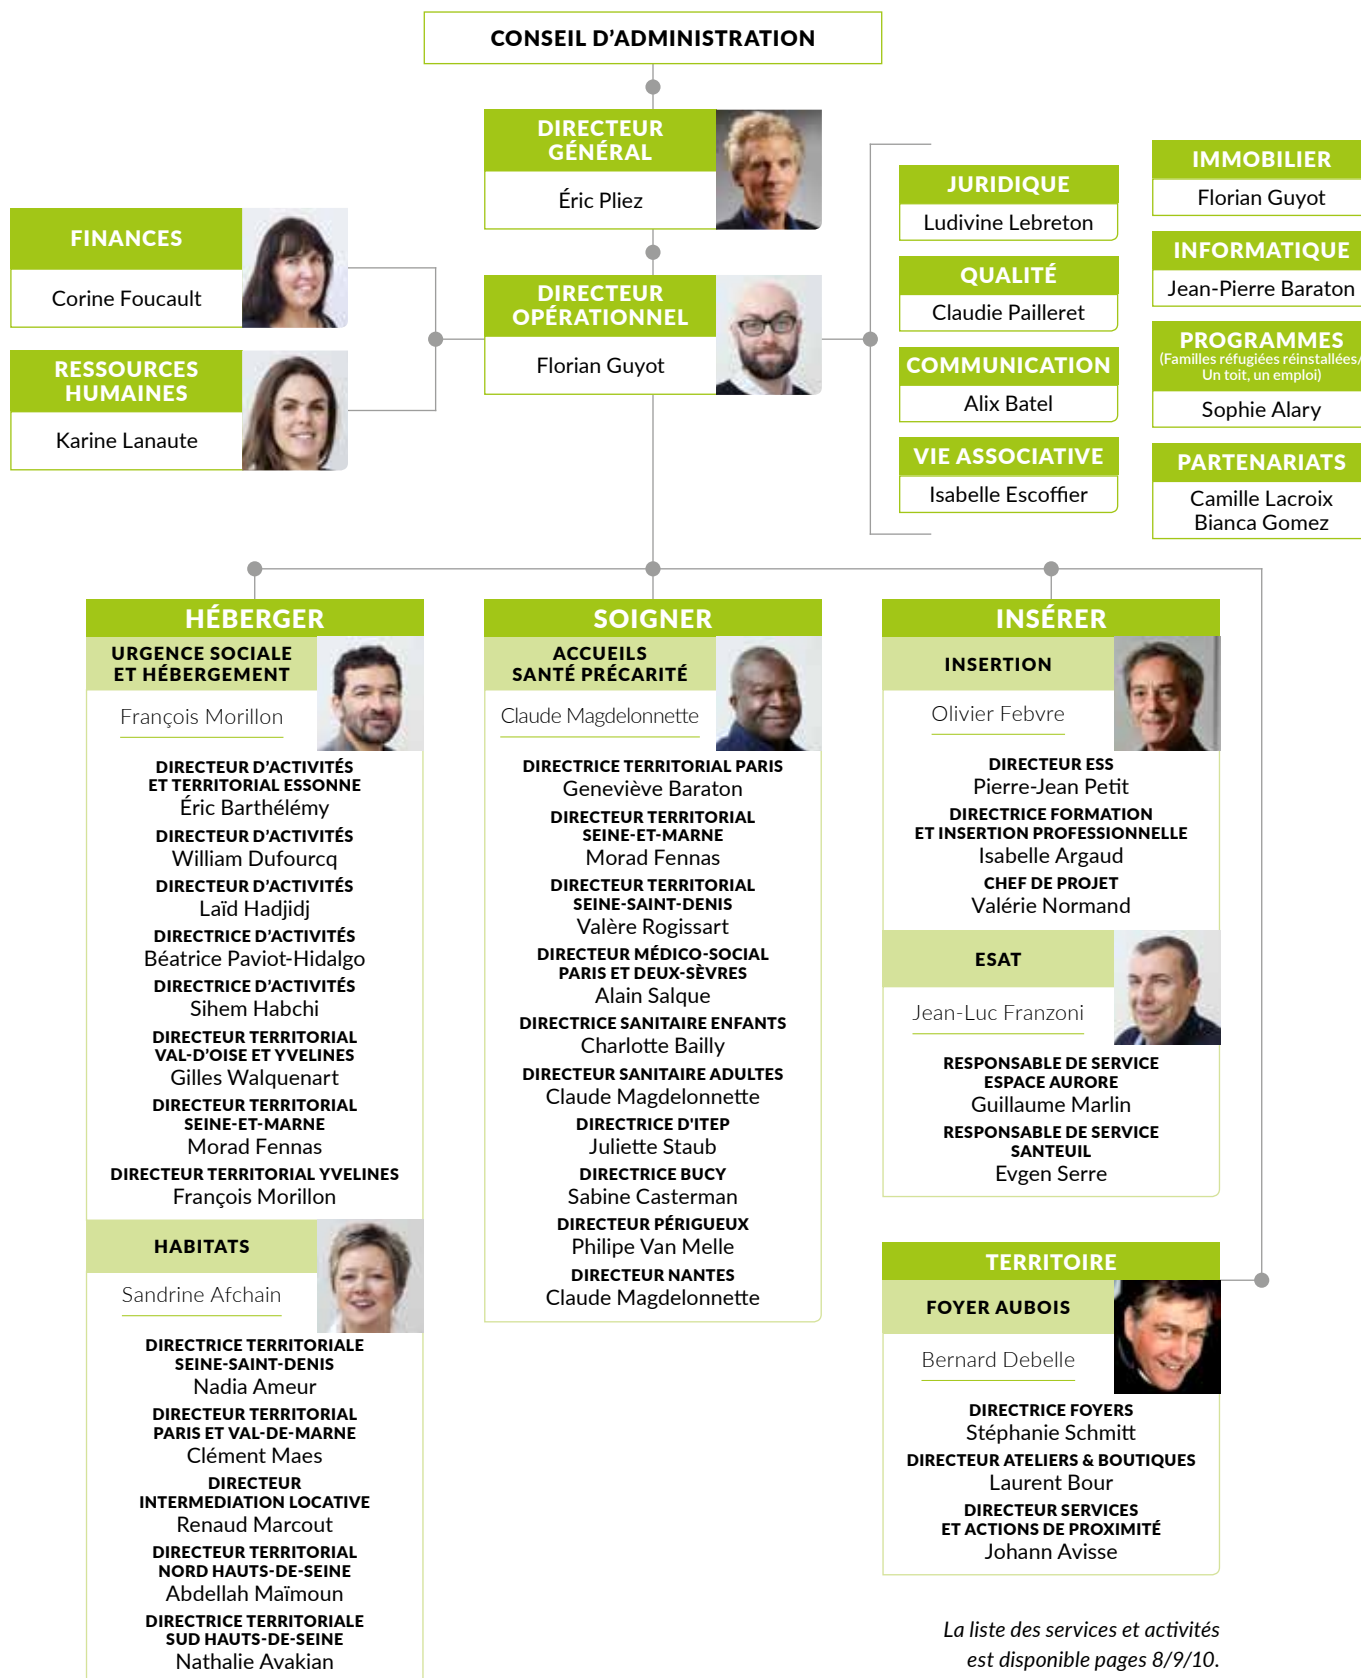 CONSEIL D'ADMINISTRATION
DIRECTEUR
GÉNÉRAL
Éric Pliez
FINANCES
Corine Foucault
RESSOURCES
HUMAINES
Karine Lanaute
DIRECTEUR
OPÉRATIONNEL
Florian Guyot
JURIDIQUE
Ludivine Lebreton
QUALITÉ
Claudie Pailleret
COMMUNICATION
Alix Batel
VIE ASSOCIATIVE
Isabelle Escoffier
IMMOBILIER
Florian Guyot
INFORMATIQUE
Jean-Pierre Baraton
PROGRAMMES
(Familles réfugiées réinstallées/
Un toit, un emploi)
Sophie Alary
PARTENARIATS
Camille Lacroix
Bianca Gomez
HÉBERGER
URGENCE SOCIALE
ET HÉBERGEMENT
François Morillon
DIRECTEUR D'ACTIVITÉS
ET TERRITORIAL ESSONNE
Éric Barthélémy
DIRECTEUR D'ACTIVITÉS
William Dufourcq
DIRECTEUR D'ACTIVITÉS
Laïd Hadjidj
DIRECTRICE D'ACTIVITÉS
Béatrice Paviot-Hidalgo
DIRECTRICE D'ACTIVITÉS
Sihem Habchi
DIRECTEUR TERRITORIAL
VAL-D'OISE ET YVELINES
Gilles Walquenart
DIRECTEUR TERRITORIAL
SEINE-ET-MARNE
Morad Fennas
DIRECTEUR TERRITORIAL YVELINES
François Morillon
HABITATS
Sandrine Afchain
DIRECTRICE TERRITORIALE
SEINE-SAINT-DENIS
Nadia Ameur
DIRECTEUR TERRITORIAL
PARIS ET VAL-DE-MARNE
Clément Maes
DIRECTEUR
INTERMEDIATION LOCATIVE
Renaud Marcout
DIRECTEUR TERRITORIAL
NORD HAUTS-DE-SEINE
Abdellah Maïmoun
DIRECTRICE TERRITORIALE
SUD HAUTS-DE-SEINE
Nathalie Avakian
SOIGNER
ACCUEILS
SANTÉ PRÉCARITÉ
Claude Magdelonnette
DIRECTRICE TERRITORIAL PARIS
Geneviève Baraton
DIRECTEUR TERRITORIAL
SEINE-ET-MARNE
Morad Fennas
DIRECTEUR TERRITORIAL
SEINE-SAINT-DENIS
Valère Rogissart
DIRECTEUR MÉDICO-SOCIAL
PARIS ET DEUX-SÈVRES
Alain Salque
DIRECTRICE SANITAIRE ENFANTS
Charlotte Bailly
DIRECTEUR SANITAIRE ADULTES
Claude Magdelonnette
DIRECTRICE D'ITEP
Juliette Staub
DIRECTRICE BUCY
Sabine Casterman
DIRECTEUR PÉRIGUEUX
Philipe Van Melle
DIRECTEUR NANTES
Claude Magdelonnette
INSÉRER
INSERTION
Olivier Febvre
DIRECTEUR ESS
Pierre-Jean Petit
DIRECTRICE FORMATION
ET INSERTION PROFESSIONNELLE
Isabelle Argaud
CHEF DE PROJET
Valérie Normand
ESAT
Jean-Luc Franzoni
RESPONSABLE DE SERVICE
ESPACE AURORE
Guillaume Marlin
RESPONSABLE DE SERVICE
SANTEUIL
Evgen Serre
TERRITOIRE
FOYER AUBOIS
Bernard Debelle
DIRECTRICE FOYERS
Stéphanie Schmitt
DIRECTEUR ATELIERS & BOUTIQUES
Laurent Bour
DIRECTEUR SERVICES
ET ACTIONS DE PROXIMITÉ
Johann Avisse
La liste des services et activités
est disponible pages 8/9/10.